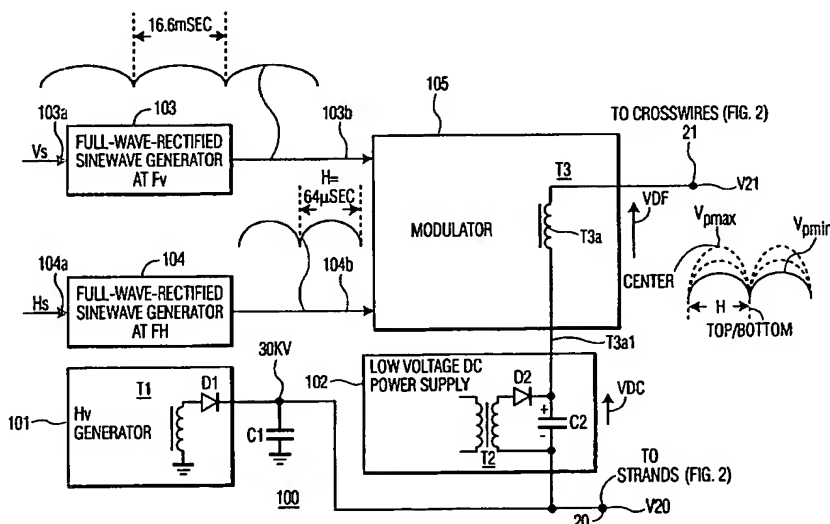 16.6mSEC
103a
103
Vs
FULL-WAVE-RECTIFIED
SINEWAVE GENERATOR
AT Fv
103b
105
MODULATOR
T3
T3a
TO CROSSWIRES (FIG. 2)
21
V21
VDF
Vpmax
Vpmin
CENTER
H
TOP/BOTTOM
H=
64µSEC
104a
104
Hs
FULL-WAVE-RECTIFIED
SINEWAVE GENERATOR
AT FH
104b
T3a1
30KV
101
T1
D1
Hv
GENERATOR
C1
100
102
LOW VOLTAGE DC
POWER SUPPLY
D2
T2
+
-
C2
VDC
TO
STRANDS (FIG. 2)
20
V20